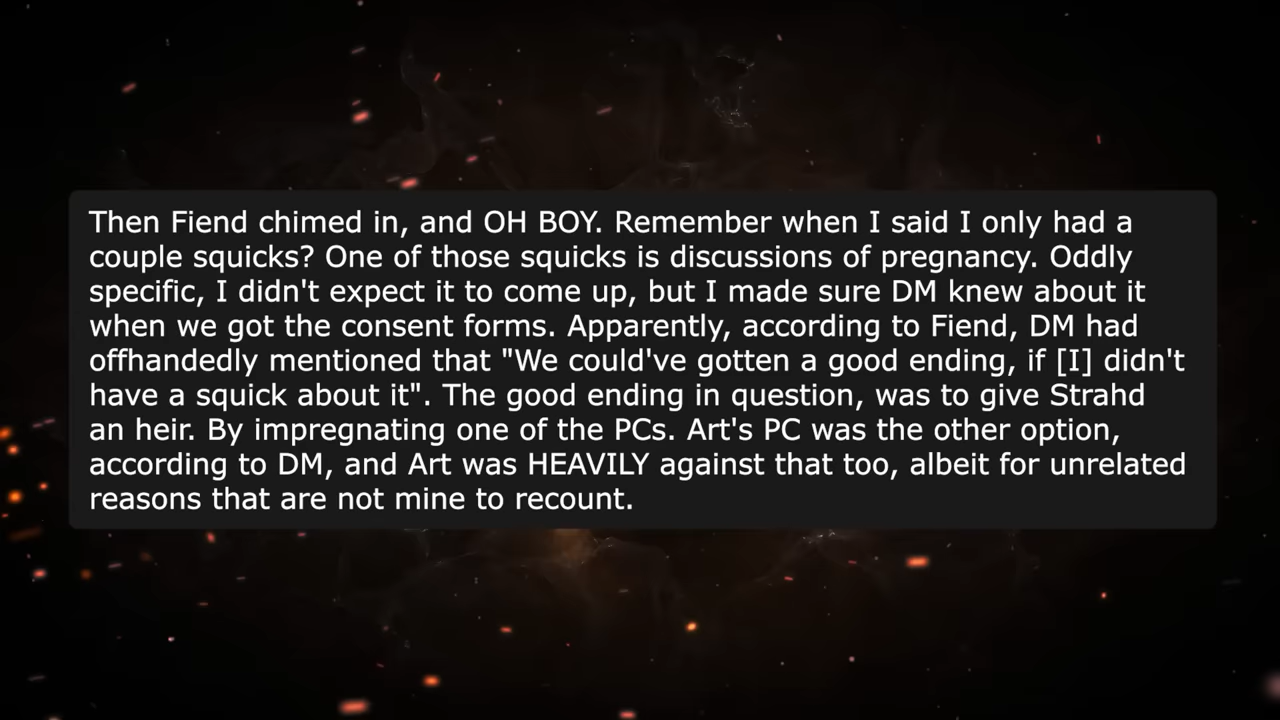 Then Fiend chimed in, and OH BOY. Remember when I said I only had a
couple squicks? One of those squicks is discussions of pregnancy. Oddly
specific, I didn't expect it to come up, but I made sure DM knew about it
when we got the consent forms. Apparently, according to Fiend, DM had
offhandedly mentioned that "We could've gotten a good ending, if [I] didn't
have a squick about it". The good ending in question, was to give Strahd
an heir. By impregnating one of the PCs. Art's PC was the other option,
according to DM, and Art was HEAVILY against that too, albeit for unrelated
reasons that are not mine to recount.